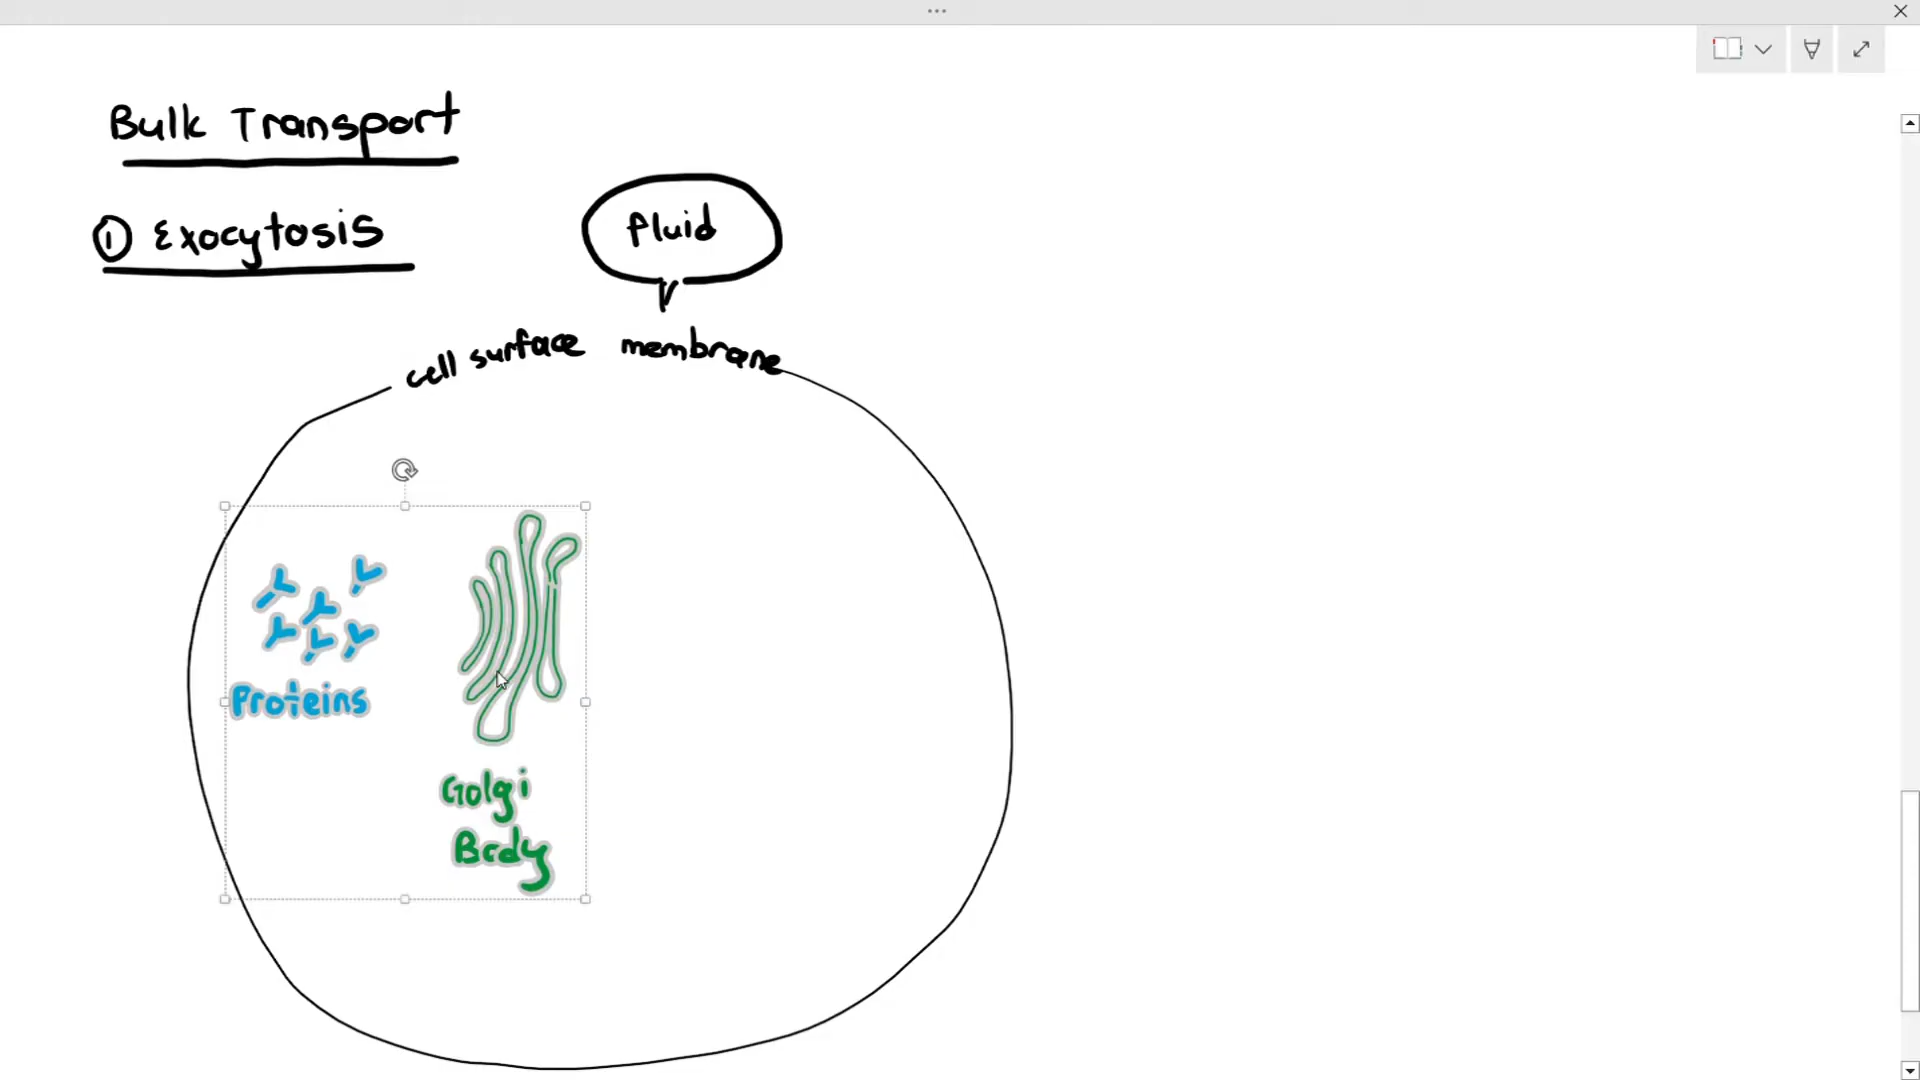 Bulk Transport
① Exocytosis
fluid
cell surface membrane
Proteins
Golgi
Body